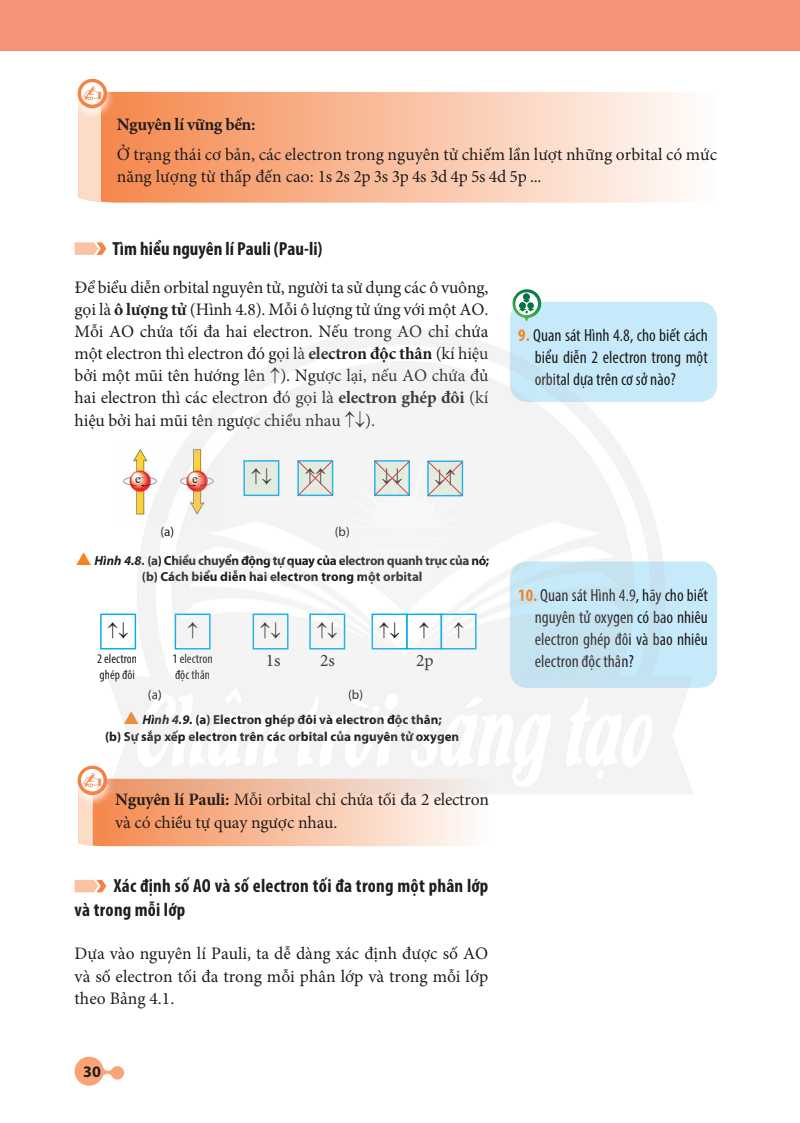 Nguyên lí vững bền:
Ở trạng thái cơ bản, các electron trong nguyên tử chiếm lần lượt những orbital có mức
năng lượng từ thấp đến cao: 1s 2s 2p 3s 3p 4s 3d 4p 5s 4d 5p ...
Tìm hiểu nguyên lí Pauli (Pau-li)
Để biểu diễn orbital nguyên tử, người ta sử dụng các ô vuông,
gọi là ô lượng tử (Hình 4.8). Mỗi ô lượng tử ứng với một AO.
Mỗi AO chứa tối đa hai electron. Nếu trong AO chỉ chứa
một electron thì electron đó gọi là electron độc thân (kí hiệu
bởi một mũi tên hướng lên ↑). Ngược lại, nếu AO chứa đủ
hai electron thì các electron đó gọi là electron ghép đôi (kí
hiệu bởi hai mũi tên ngược chiều nhau ↑↓).
9. Quan sát Hình 4.8, cho biết cách
biểu diễn 2 electron trong một
orbital dựa trên cơ sở nào?
e⁻ e⁻ ↑↓ ↑↑ ↓↓ ↓↑
(a) (b)
Hình 4.8. (a) Chiều chuyển động tự quay của electron quanh trục của nó;
(b) Cách biểu diễn hai electron trong một orbital
↑↓ ↑ ↑↓ ↑↓ ↑↓ ↑ ↑
2 electron 1 electron 1s 2s 2p
ghép đôi độc thân
(a) (b)
Hình 4.9. (a) Electron ghép đôi và electron độc thân;
(b) Sự sắp xếp electron trên các orbital của nguyên tử oxygen
10. Quan sát Hình 4.9, hãy cho biết
nguyên tử oxygen có bao nhiêu
electron ghép đôi và bao nhiêu
electron độc thân?
Chân trời sáng tạo
Nguyên lí Pauli: Mỗi orbital chỉ chứa tối đa 2 electron
và có chiều tự quay ngược nhau.
Xác định số AO và số electron tối đa trong một phân lớp
và trong mỗi lớp
Dựa vào nguyên lí Pauli, ta dễ dàng xác định được số AO
và số electron tối đa trong mỗi phân lớp và trong mỗi lớp
theo Bảng 4.1.
30